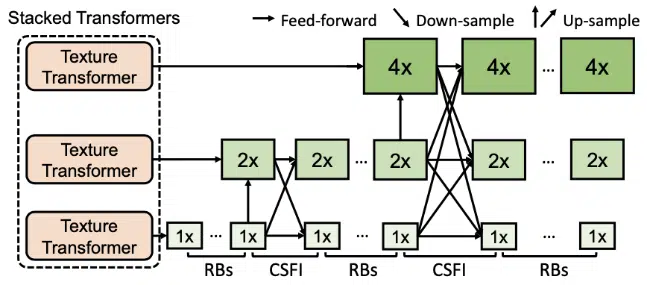 Stacked Transformers
Feed-forward Down-sample Up-sample
Texture
Transformer
4x 4x ... 4x
Texture
Transformer
2x 2x ... 2x 2x ... 2x
Texture
Transformer
1x ... 1x 1x ... 1x 1x ... 1x
RBs CSFI RBs CSFI RBs